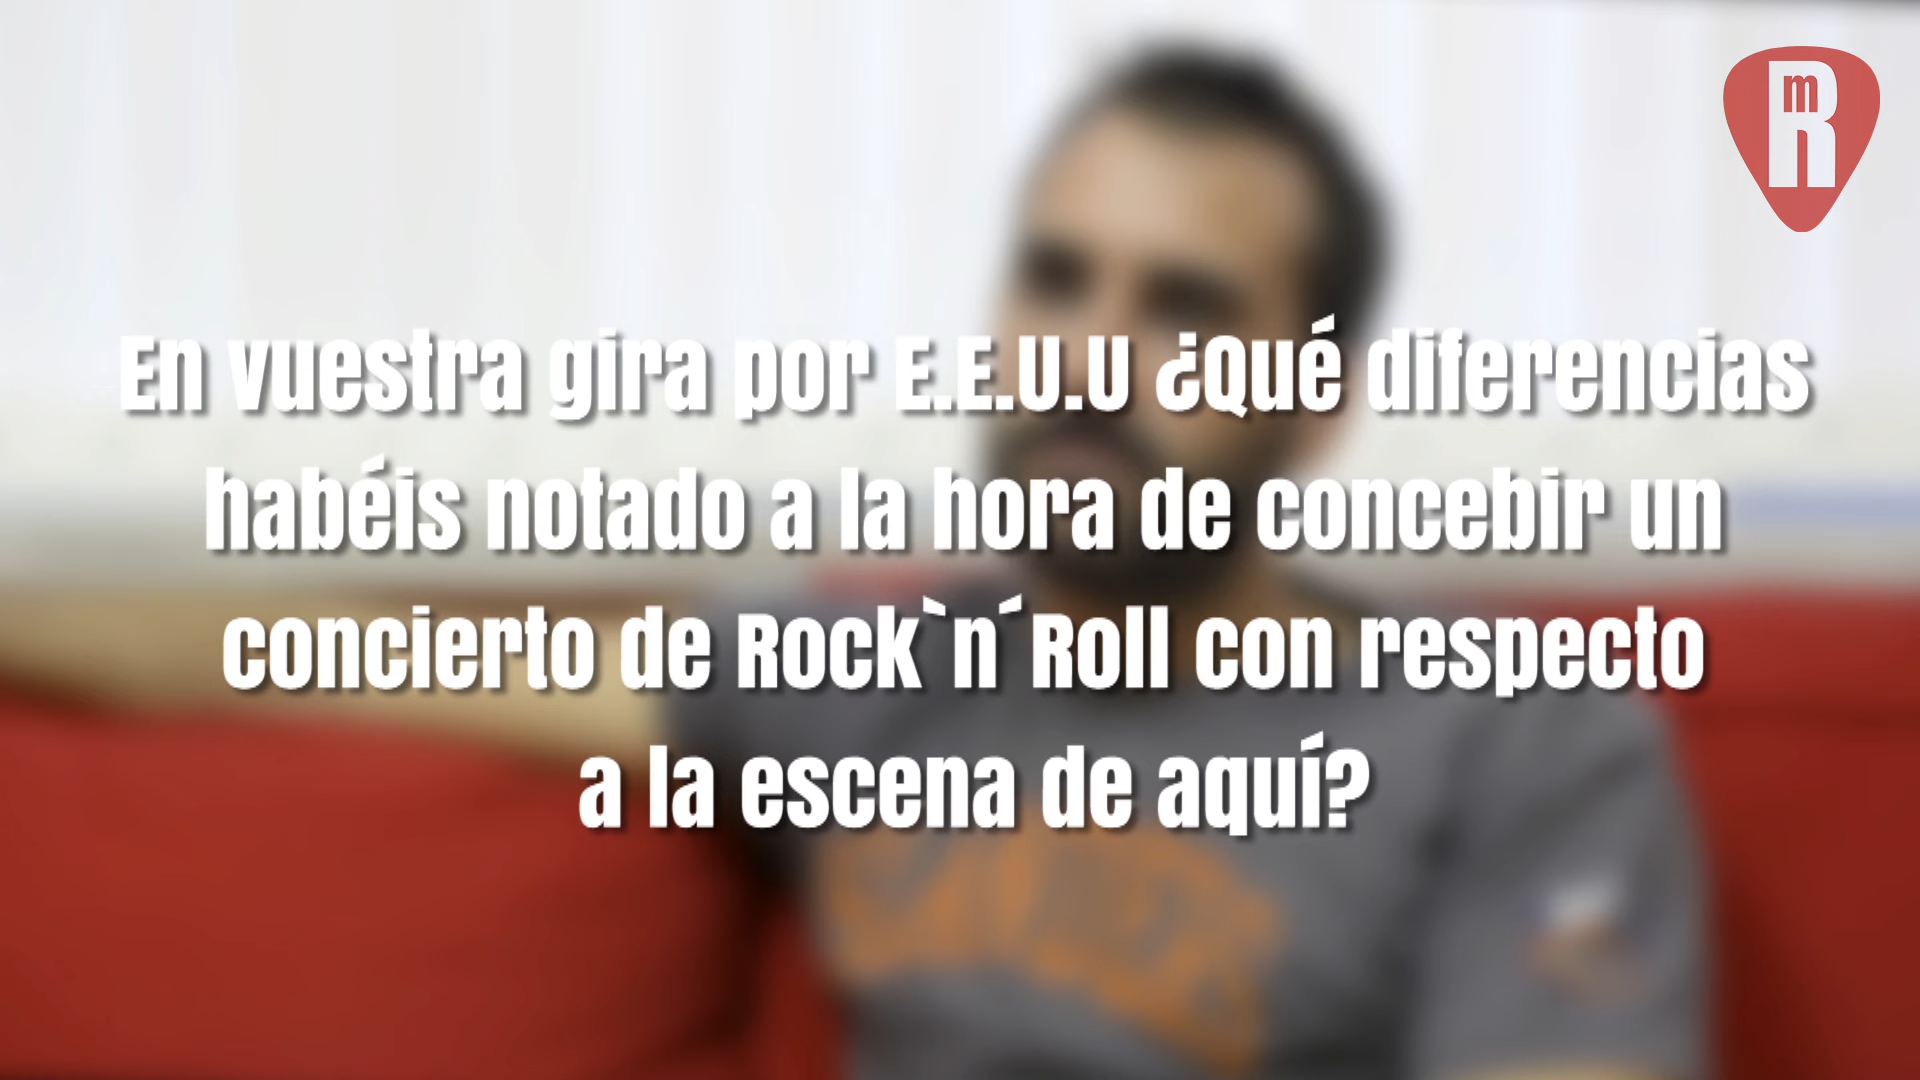 mR
En vuestra gira por E.E.U.U ¿Qué diferencias
habéis notado a la hora de concebir un
concierto de Rock`n´Roll con respecto
a la escena de aquí?